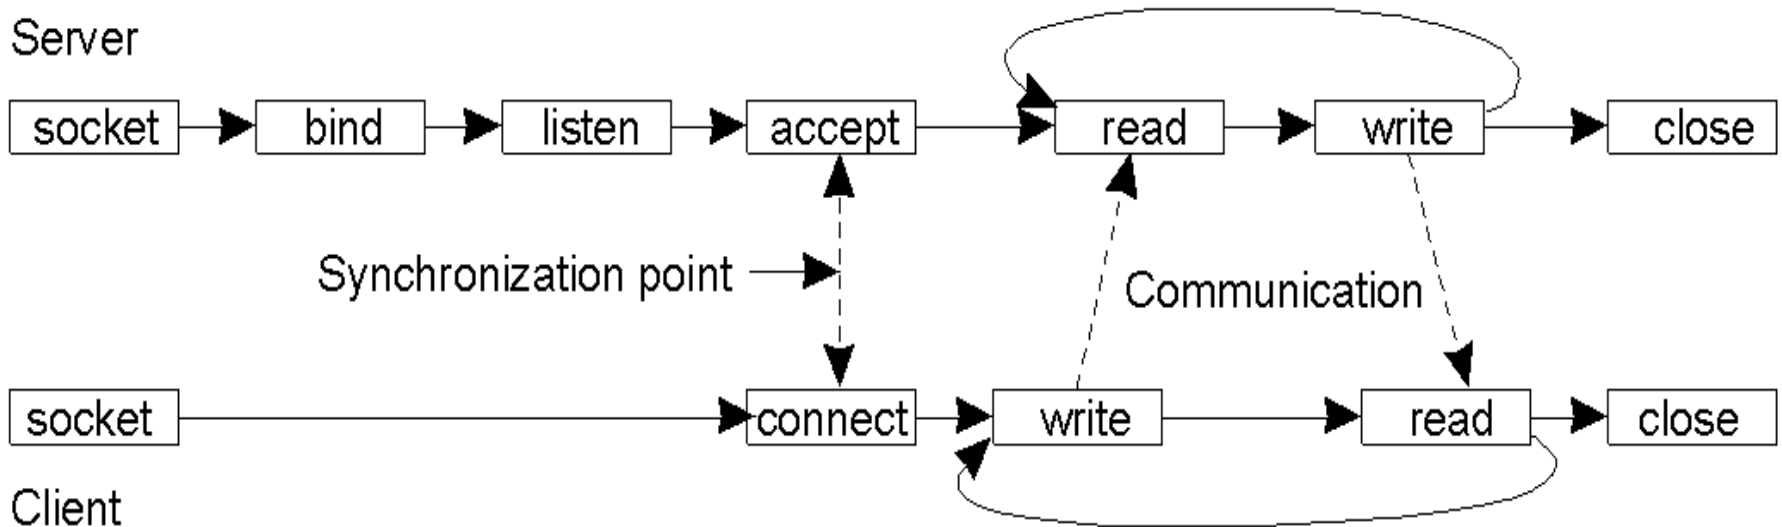 Server
socket bind listen accept read write close
Synchronization point
Communication
socket connect write read close
Client